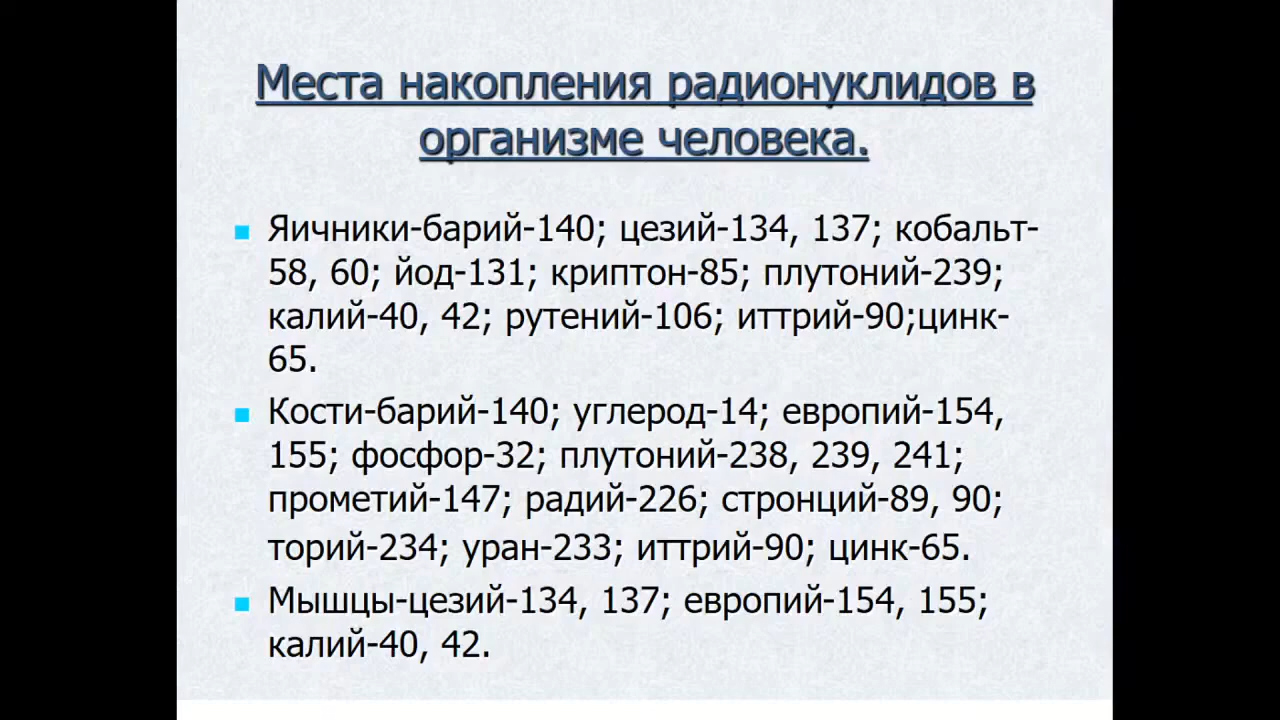 Места накопления радионуклидов в
организме человека.
Яичники-барий-140; цезий-134, 137; кобальт-
58, 60; йод-131; криптон-85; плутоний-239;
калий-40, 42; рутений-106; иттрий-90;цинк-
65.
Кости-барий-140; углерод-14; европий-154,
155; фосфор-32; плутоний-238, 239, 241;
прометий-147; радий-226; стронций-89, 90;
торий-234; уран-233; иттрий-90; цинк-65.
Мышцы-цезий-134, 137; европий-154, 155;
калий-40, 42.